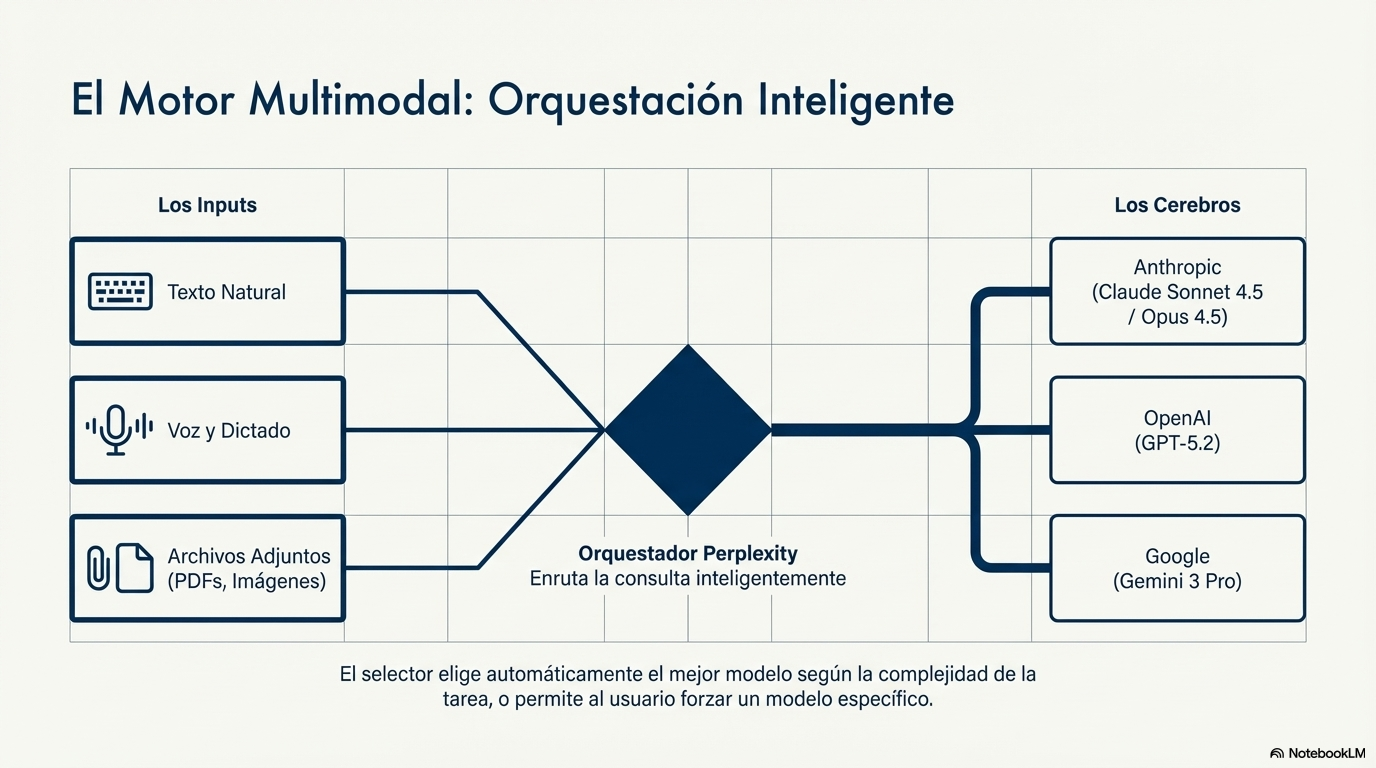 El Motor Multimodal: Orquestación Inteligente
Los Inputs
Texto Natural
Voz y Dictado
Archivos Adjuntos
(PDFs, Imágenes)
Orquestador Perplexity
Enruta la consulta inteligentemente
Los Cerebros
Anthropic
(Claude Sonnet 4.5
/ Opus 4.5)
OpenAI
(GPT-5.2)
Google
(Gemini 3 Pro)
El selector elige automáticamente el mejor modelo según la complejidad de la
tarea, o permite al usuario forzar un modelo específico.
NotebookLM